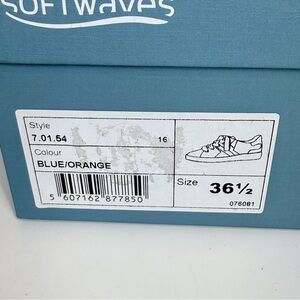 SOFTWAVES
Style
7.01.54 16
Colour
BLUE/ORANGE
5 607162 877850
Size 36½
076081